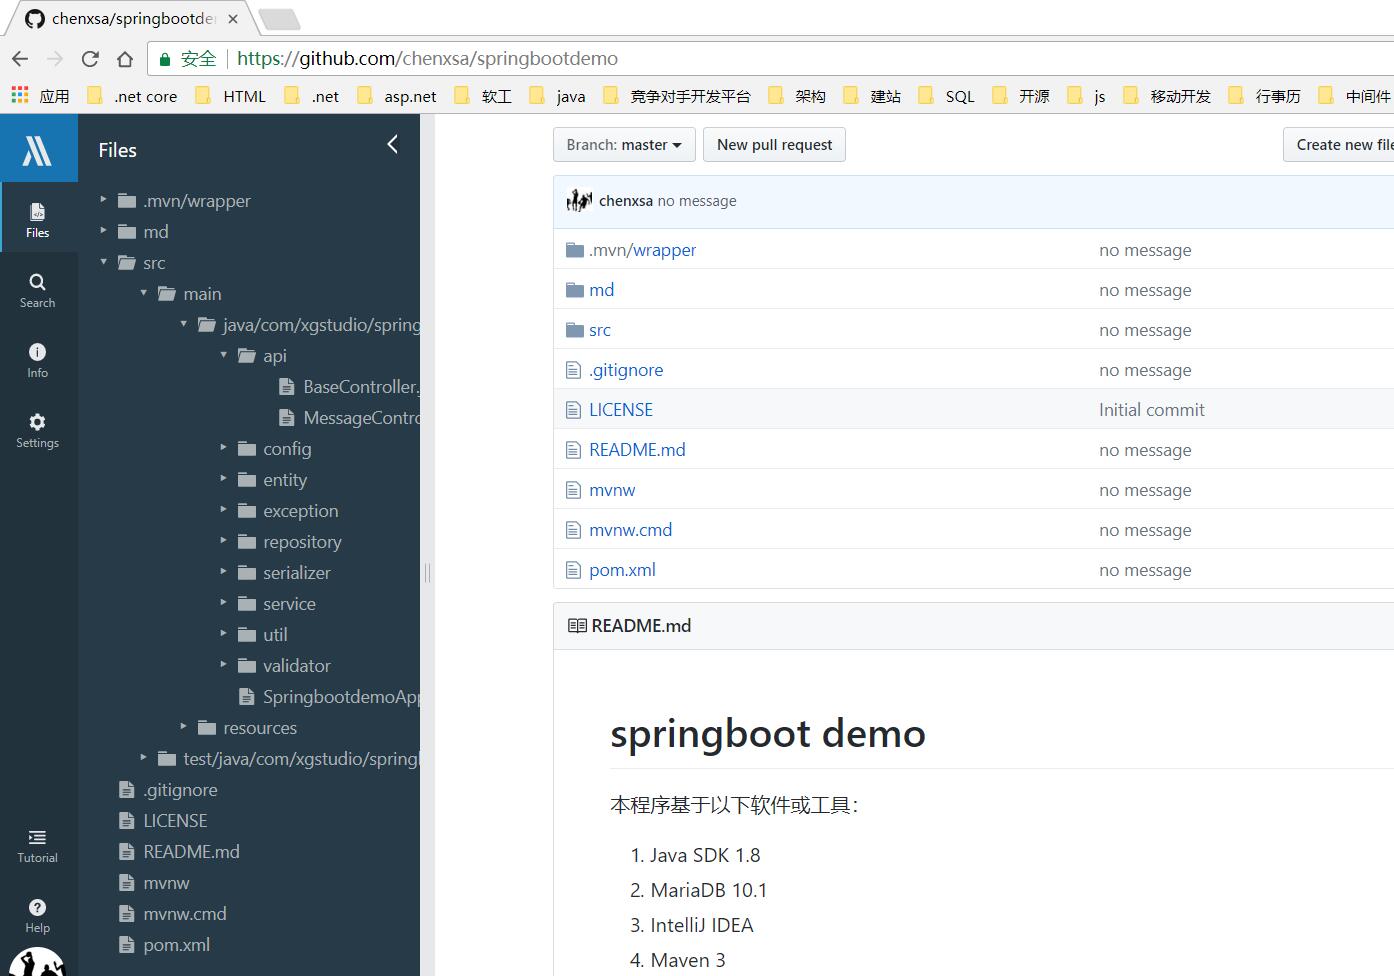 chenxsa/springbootde
安全 https://github.com/chenxsa/springbootdemo
应用 .net core HTML .net asp.net 软工 java 竞争对手开发平台 架构 建站 SQL 开源 js 移动开发 行事历 中间件
Files
Files
Search
Info
Settings
Tutorial
Help
.mvn/wrapper
md
src
main
java/com/xgstudio/spring
api
BaseController.
MessageContro
config
entity
exception
repository
serializer
service
util
validator
SpringbootdemoApp
resources
test/java/com/xgstudio/spring
.gitignore
LICENSE
README.md
mvnw
mvnw.cmd
pom.xml
Branch: master New pull request Create new file
chenxsa no message
.mvn/wrapper no message
md no message
src no message
.gitignore no message
LICENSE Initial commit
README.md no message
mvnw no message
mvnw.cmd no message
pom.xml no message
README.md
springboot demo
本程序基于以下软件或工具：
1. Java SDK 1.8
2. MariaDB 10.1
3. IntelliJ IDEA
4. Maven 3